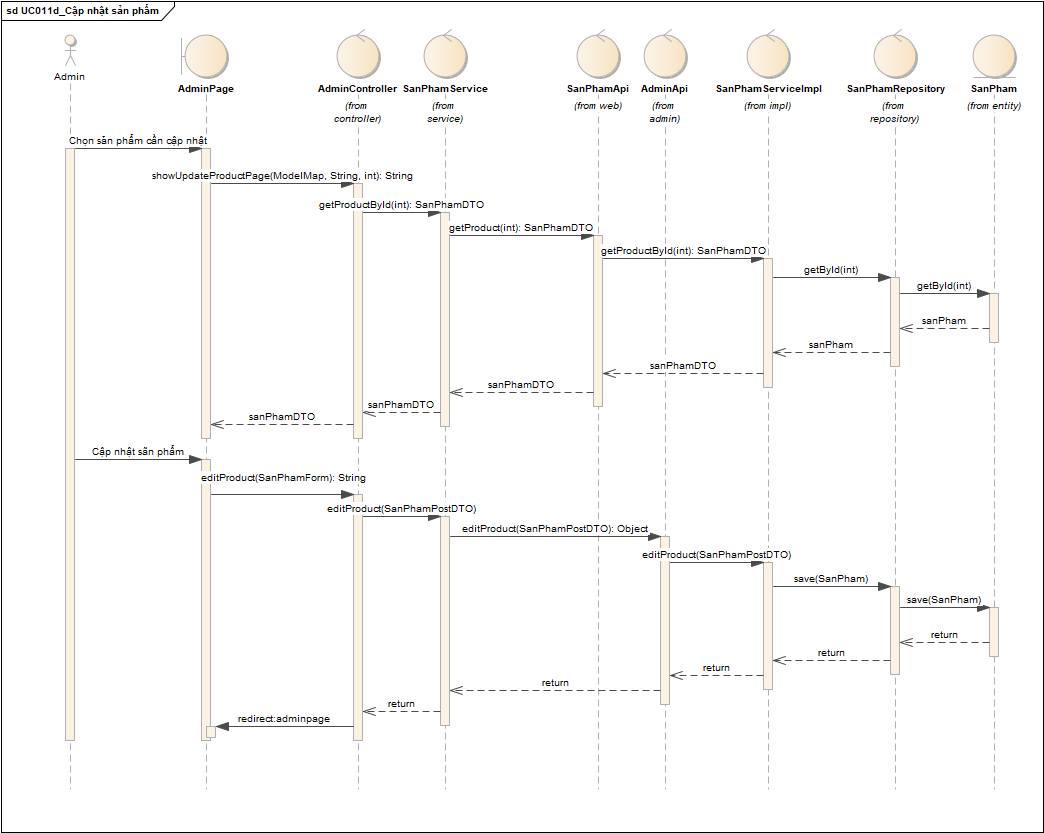 sd UC011d_Cập nhật sản phẩm
Admin
AdminPage
AdminController
(from
controller)
SanPhamService
(from
service)
SanPhamApi
(from web)
AdminApi
(from
admin)
SanPhamServiceImpl
(from impl)
SanPhamRepository
(from
repository)
SanPham
(from entity)
Chọn sản phẩm cần cập nhật
showUpdateProductPage(ModelMap, String, int): String
getProductById(int): SanPhamDTO
getProduct(int): SanPhamDTO
getProductById(int): SanPhamDTO
getById(int)
getById(int)
sanPham
sanPham
sanPhamDTO
sanPhamDTO
sanPhamDTO
sanPhamDTO
Cập nhật sãn phẩm
editProduct(SanPhamForm): String
editProduct(SanPhamPostDTO)
editProduct(SanPhamPostDTO): Object
editProduct(SanPhamPostDTO)
save(SanPham)
save(SanPham)
return
return
return
return
return
redirect:adminpage